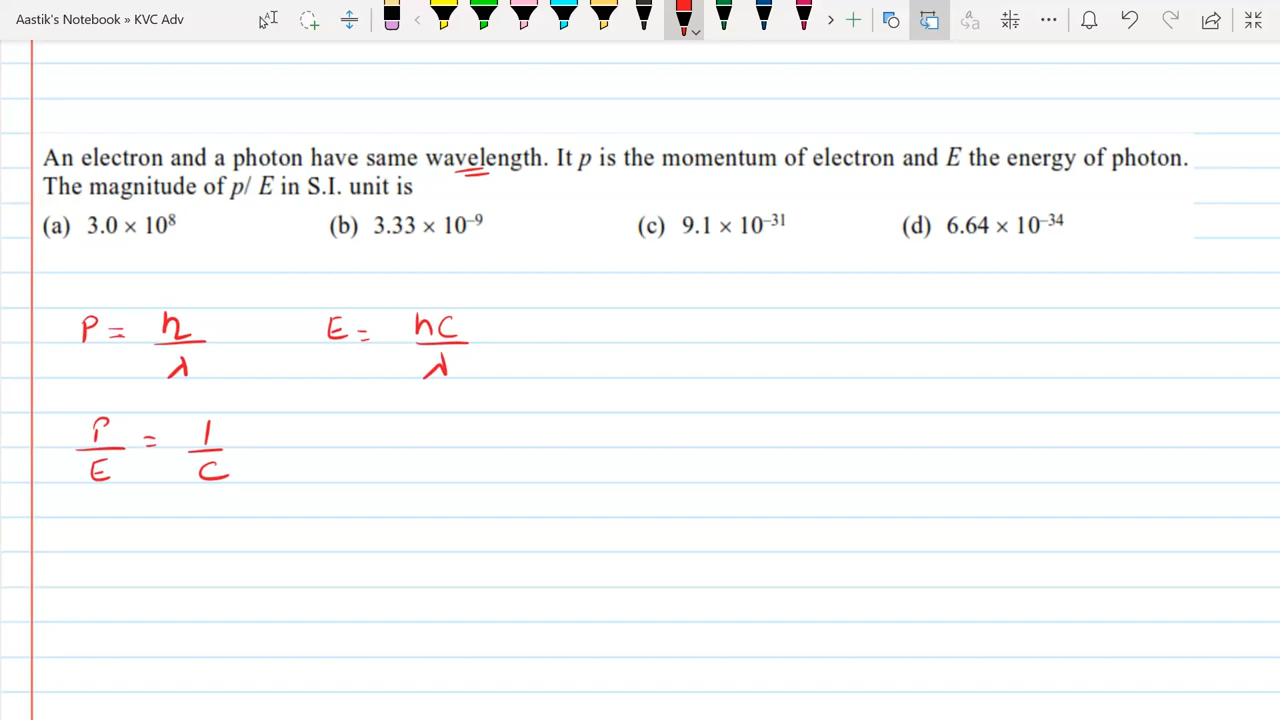 Aastik's Notebook » KVC Adv
An electron and a photon have same wavelength. It p is the momentum of electron and E the energy of photon.
The magnitude of p/ E in S.I. unit is
(a) 3.0 × 10⁸ (b) 3.33 × 10⁻⁹ (c) 9.1 × 10⁻³¹ (d) 6.64 × 10⁻³⁴
P = h/λ E = hC/λ
P/E = 1/C